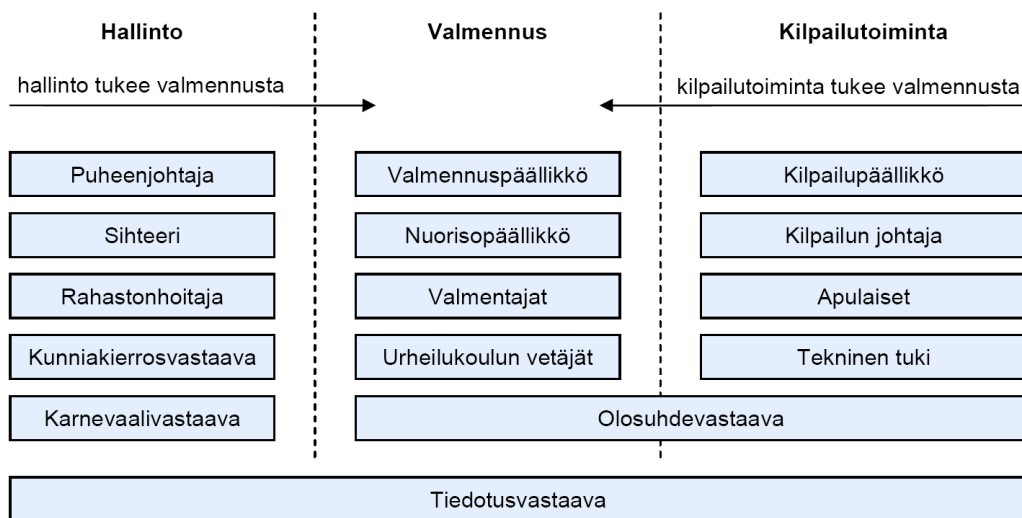 Hallinto
Valmennus
Kilpailutoiminta
hallinto tukee valmennusta
kilpailutoiminta tukee valmennusta
Puheenjohtaja
Valmennuspäällikkö
Kilpailupäällikkö
Sihteeri
Nuorisopäällikkö
Kilpailun johtaja
Rahastonhoitaja
Valmentajat
Apulaiset
Kunniakierrosvastaava
Urheilukoulun vetäjät
Tekninen tuki
Karnevaalivastaava
Olosuhdevastaava
Tiedotusvastaava